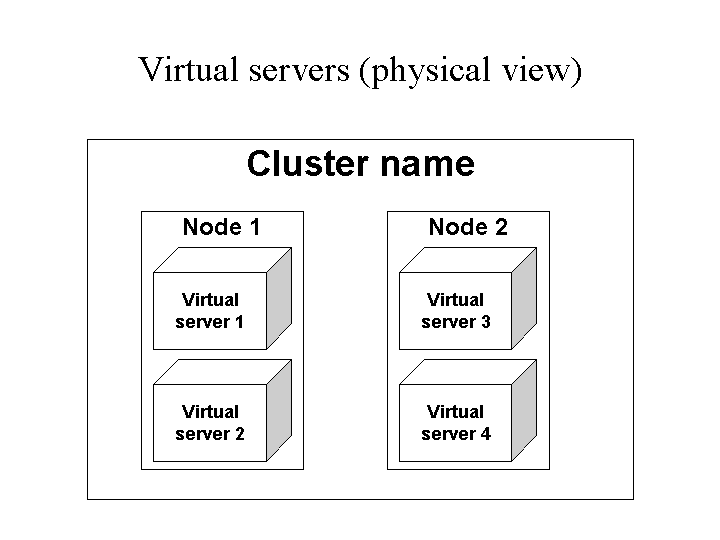 Virtual servers (physical view)
Cluster name
Node 1
Virtual
server 1
Virtual
server 2
Node 2
Virtual
server 3
Virtual
server 4